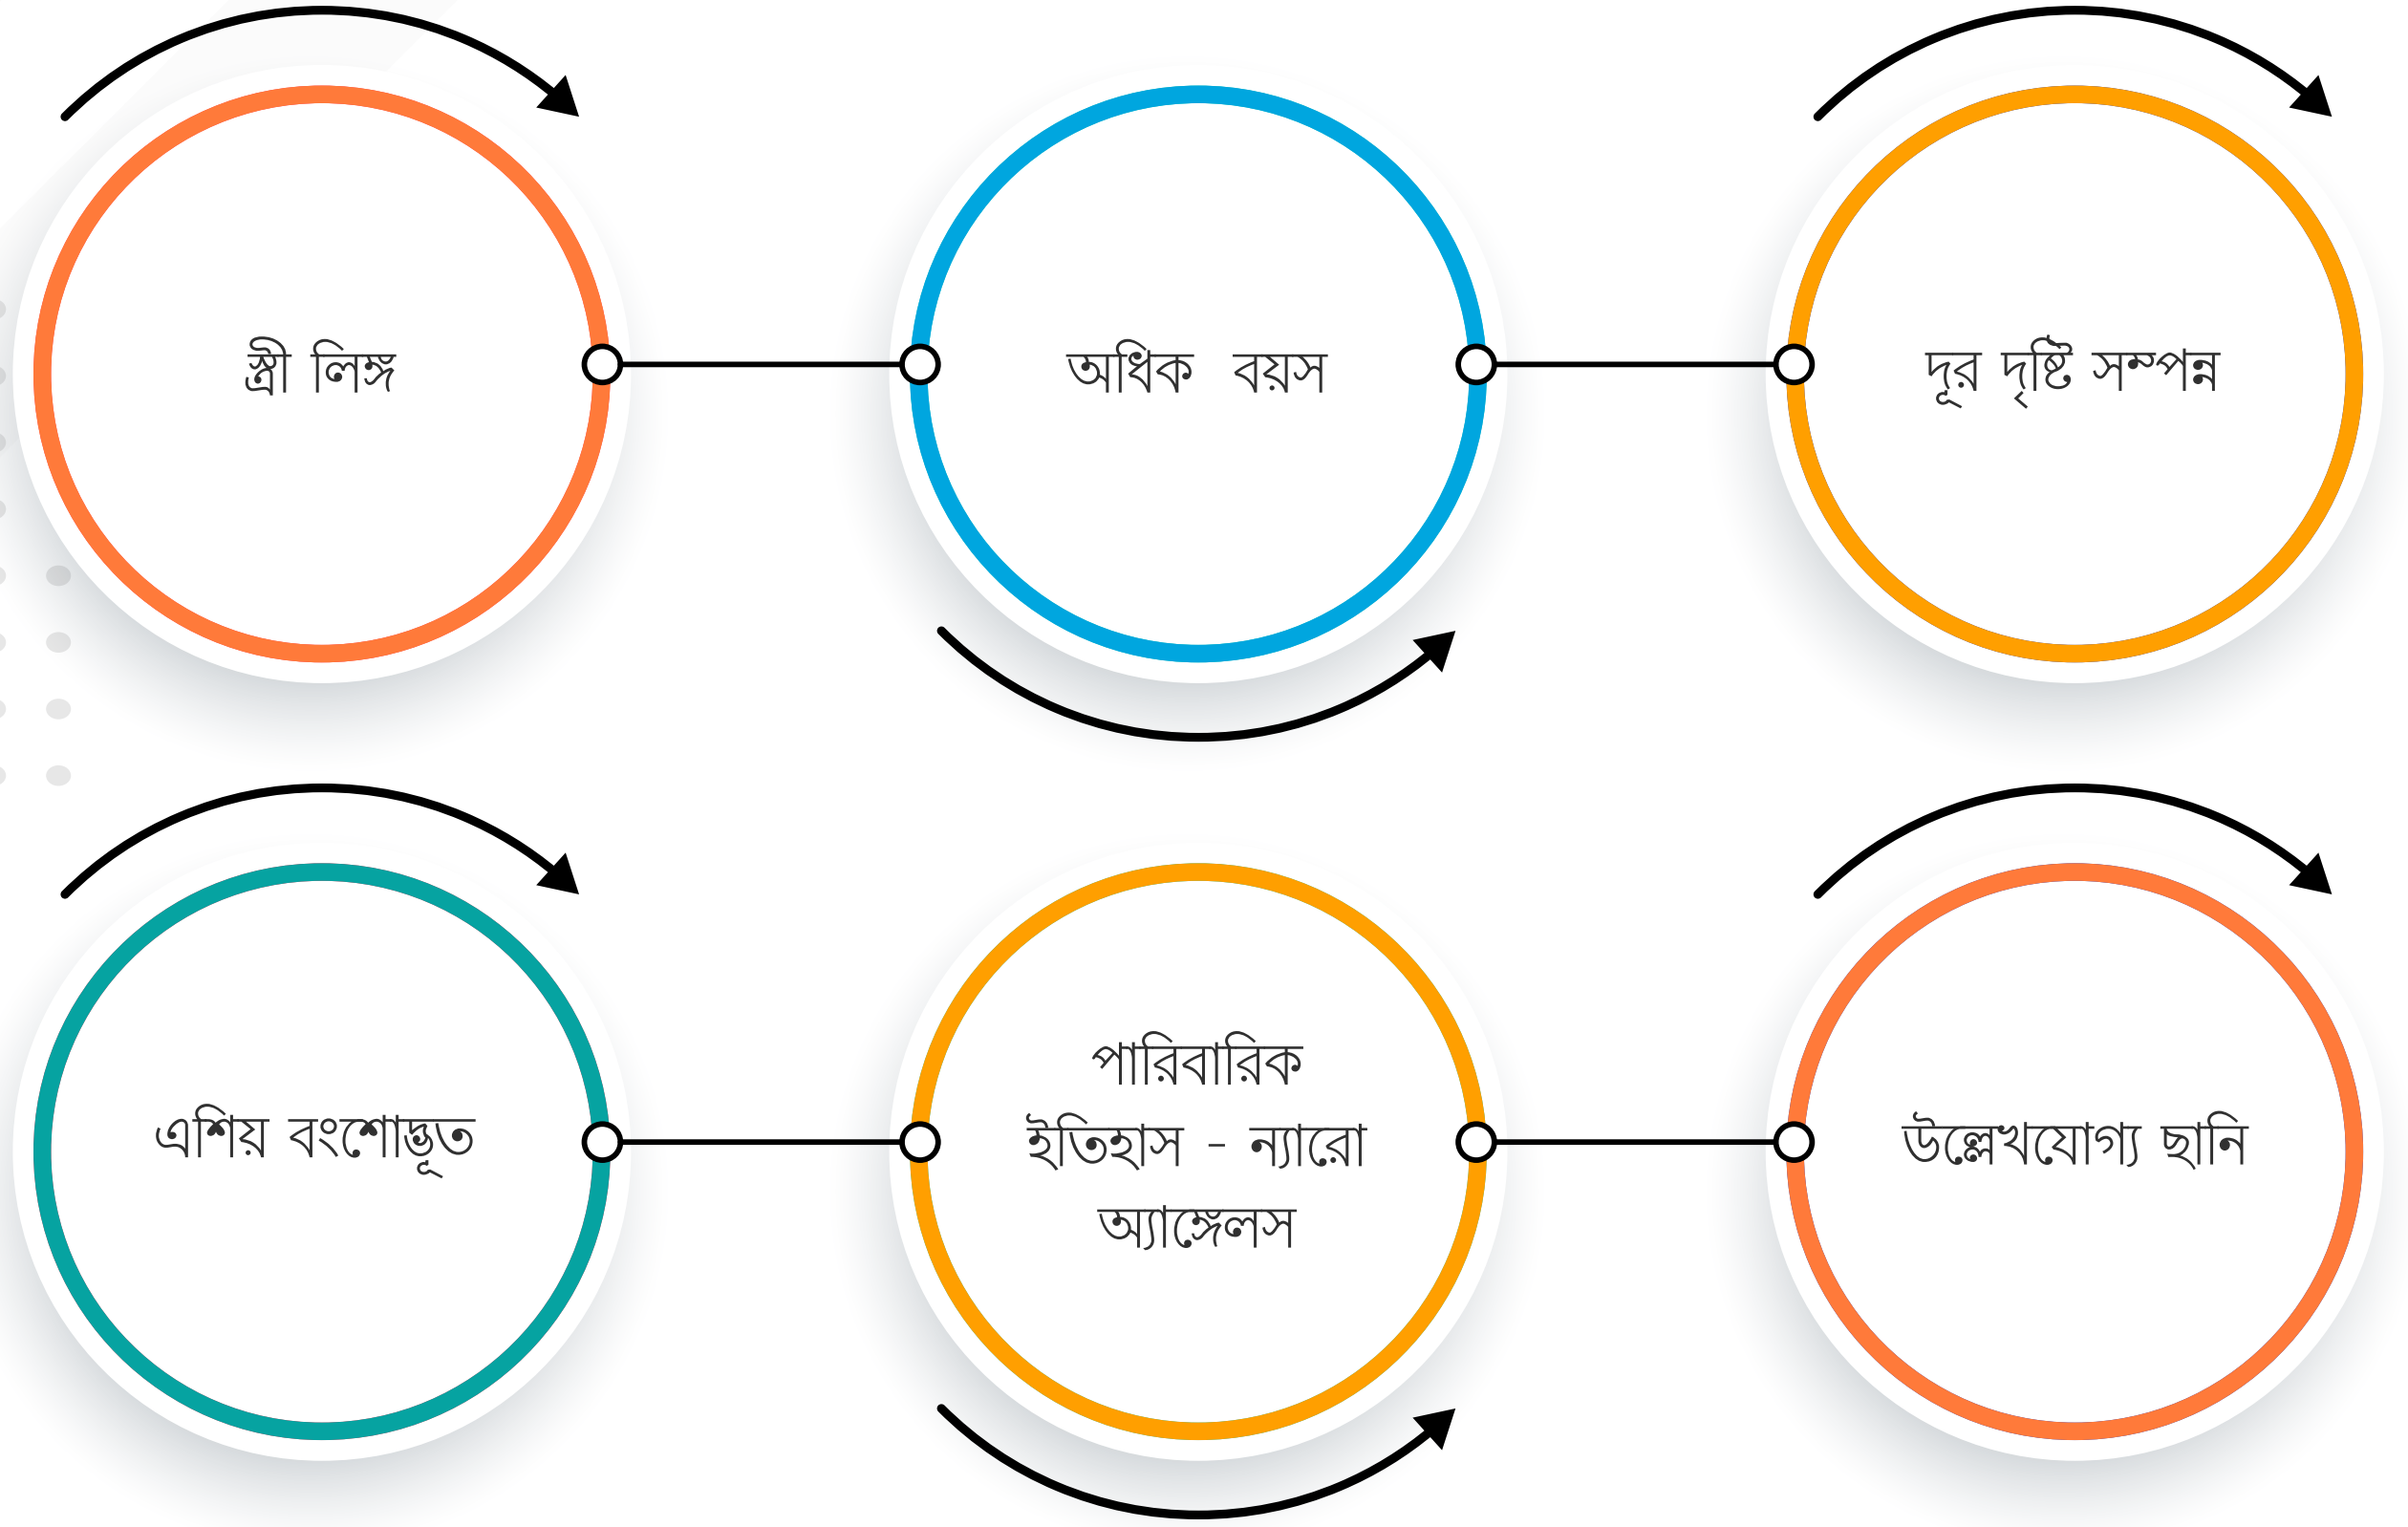 স্ত্রী লিঙ্গ
অধিক বয়স
দূর দৃষ্টি সম্পন্ন
এশিয় বংশোদ্ভূত
পারিবারিক
ইতিহাস - ন্যারো
অ্যাঙ্গেলস
উল্লেখযোগ্য ছানি